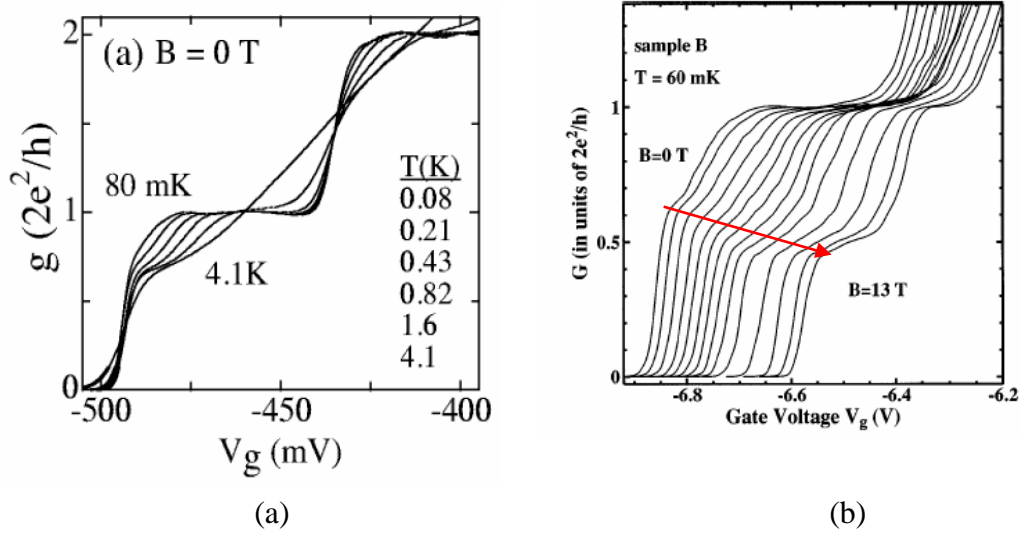 (a) B = 0 T
g (2e²/h)
2
1
0
80 mK
4.1K
T(K)
0.08
0.21
0.43
0.82
1.6
4.1
-500
-450
-400
Vg (mV)
(a)
(b)
sample B
T = 60 mK
G (in units of 2e²/h)
1
0.5
0
B=0 T
B=13 T
-6.8
-6.6
-6.4
-6.2
Gate Voltage Vg (V)
(b)